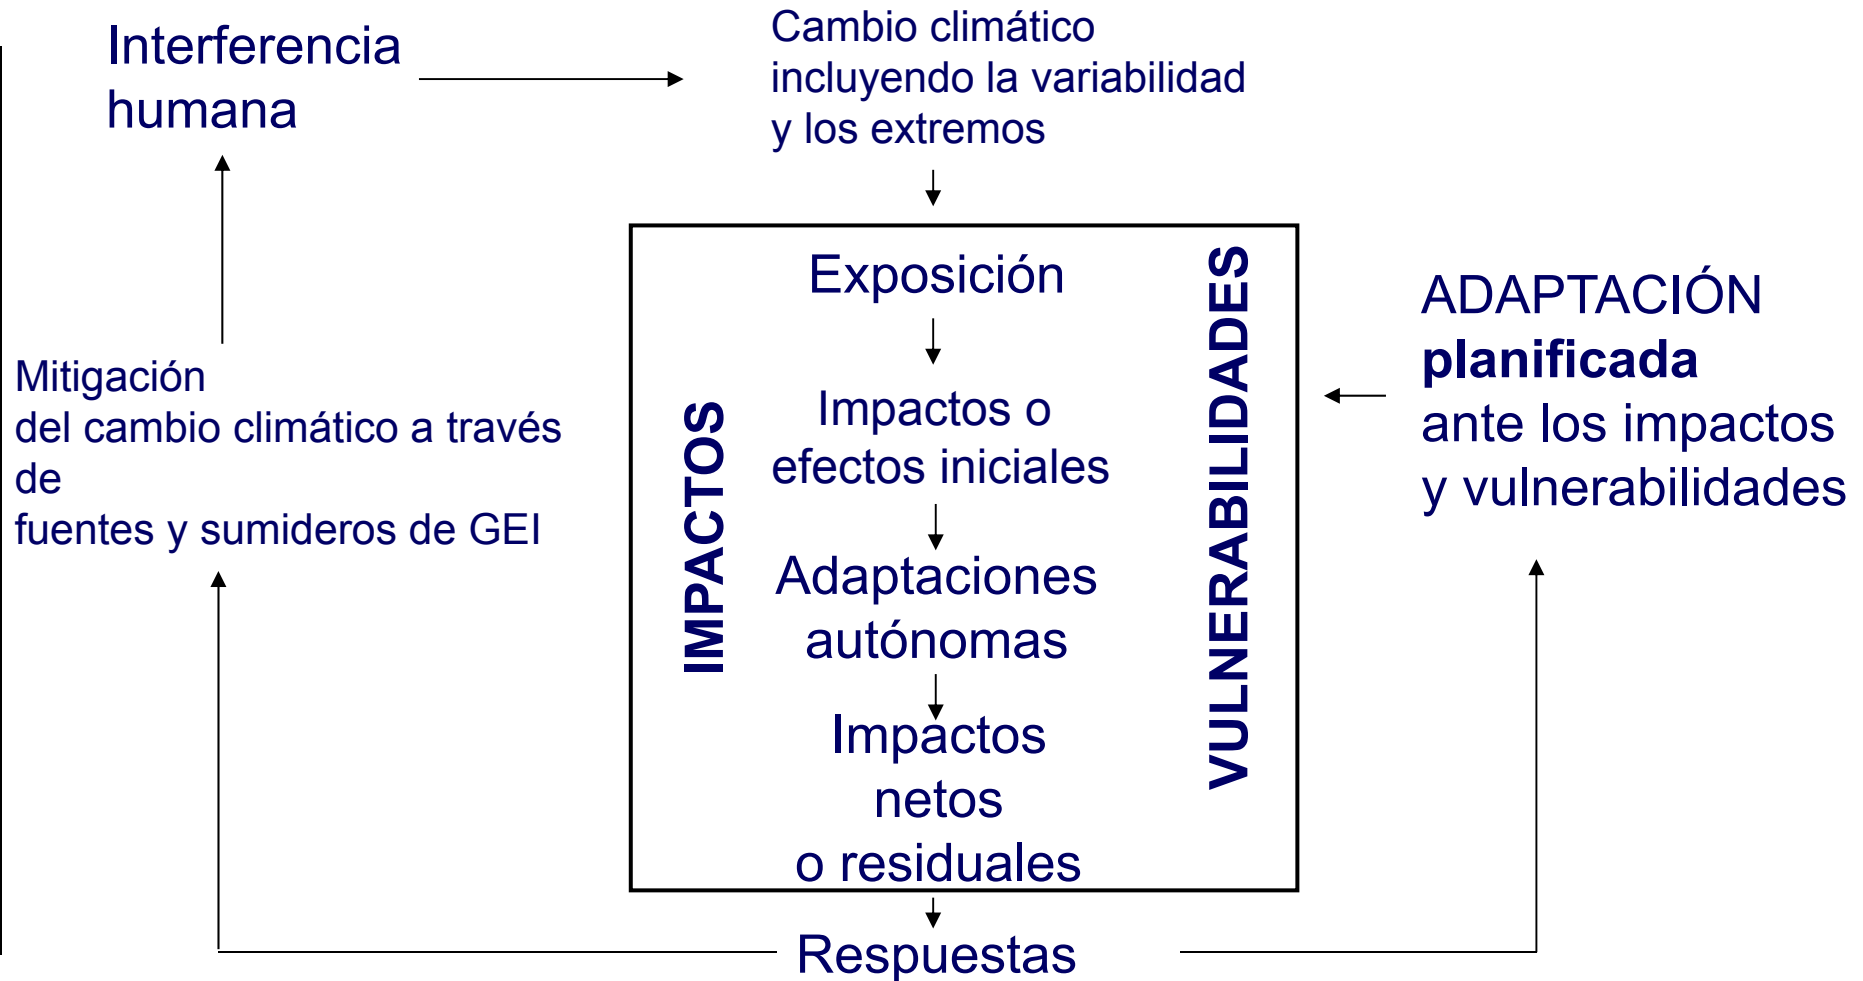 Interferencia
humana
Cambio climático
incluyendo la variabilidad
y los extremos
Mitigación
del cambio climático a través
de
fuentes y sumideros de GEI
IMPACTOS
Exposición
Impactos o
efectos iniciales
Adaptaciones
autónomas
Impactos
netos
o residuales
VULNERABILIDADES
ADAPTACIÓN
planificada
ante los impactos
y vulnerabilidades
Respuestas